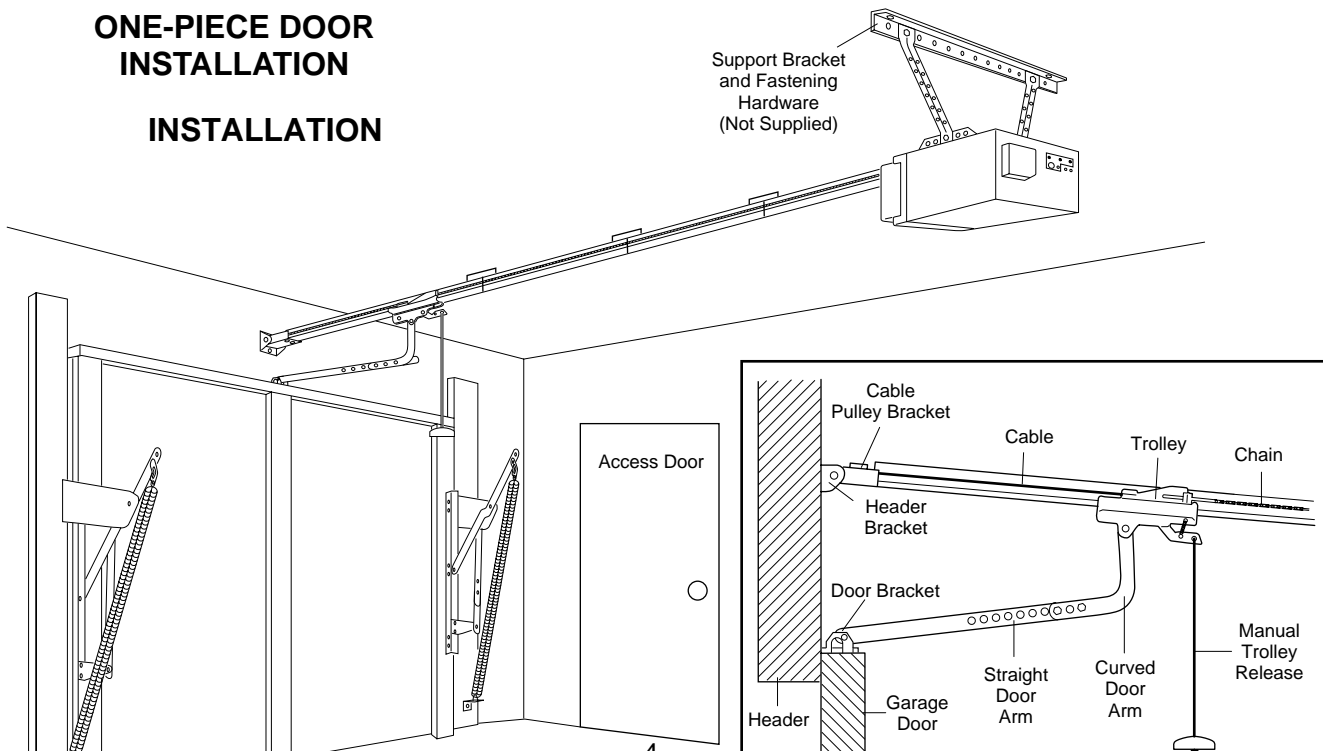 ONE-PIECE DOOR
INSTALLATION
INSTALLATION
Support Bracket
and Fastening
Hardware
(Not Supplied)
Access Door
Cable
Pulley Bracket
Cable
Trolley
Chain
Header
Bracket
Door Bracket
Straight
Door
Arm
Curved
Door
Arm
Manual
Trolley
Release
Header
Garage
Door
4